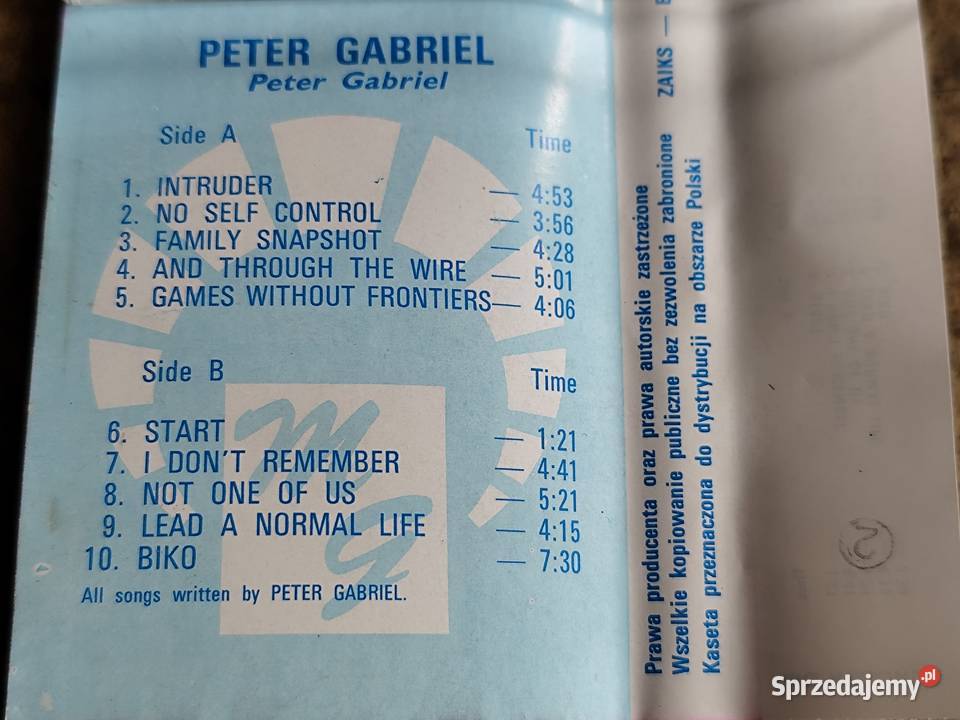 PETER GABRIEL
Peter Gabriel
Side A Time
1. INTRUDER — 4:53
2. NO SELF CONTROL — 3:56
3. FAMILY SNAPSHOT — 4:28
4. AND THROUGH THE WIRE — 5:01
5. GAMES WITHOUT FRONTIERS — 4:06
Side B Time
6. START — 1:21
7. I DON'T REMEMBER — 4:41
8. NOT ONE OF US — 5:21
9. LEAD A NORMAL LIFE — 4:15
10. BIKO — 7:30
All songs written by PETER GABRIEL.
MG
Prawa producenta oraz prawa autorskie zastrzeżone
Wszelkie kopiowanie publiczne bez zezwolenia zabronione ZAIKS —
Kaseta przeznaczona do dystrybucji na obszarze Polski
2
Sprzedajemy.pl